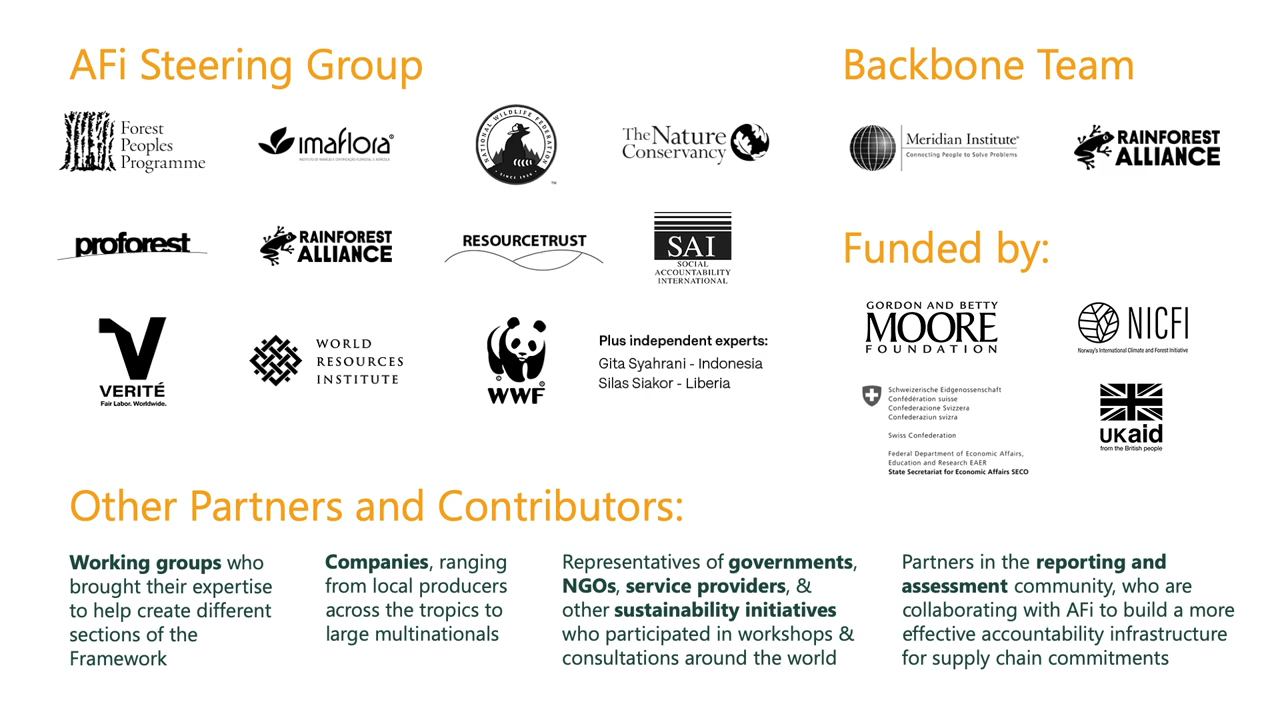 AFi Steering Group
Forest
Peoples
Programme
imaflora®
NATIONAL WILDLIFE FEDERATION
• SINCE 1936 •
TM
The Nature
Conservancy
proforest
RAINFOREST
ALLIANCE
RESOURCETRUST
SAI
SOCIAL
ACCOUNTABILITY
INTERNATIONAL
VERITÉ
Fair Labor. Worldwide.
WORLD
RESOURCES
INSTITUTE
WWF
Plus independent experts:
Gita Syahrani - Indonesia
Silas Siakor - Liberia
Backbone Team
Meridian Institute®
Connecting People to Solve Problems
RAINFOREST
ALLIANCE
Funded by:
GORDON AND BETTY
MOORE
FOUNDATION
NICFI
Norway's International Climate and Forest Initiative
Schweizerische Eidgenossenschaft
Confédération suisse
Confederazione Svizzera
Confederaziun svizra
Swiss Confederation
Federal Department of Economic Affairs,
Education and Research EAER
State Secretariat for Economic Affairs SECO
UKaid
from the British people
Other Partners and Contributors:
Working groups who
brought their expertise
to help create different
sections of the
Framework
Companies, ranging
from local producers
across the tropics to
large multinationals
Representatives of governments,
NGOs, service providers, &
other sustainability initiatives
who participated in workshops &
consultations around the world
Partners in the reporting and
assessment community, who are
collaborating with AFi to build a more
effective accountability infrastructure
for supply chain commitments